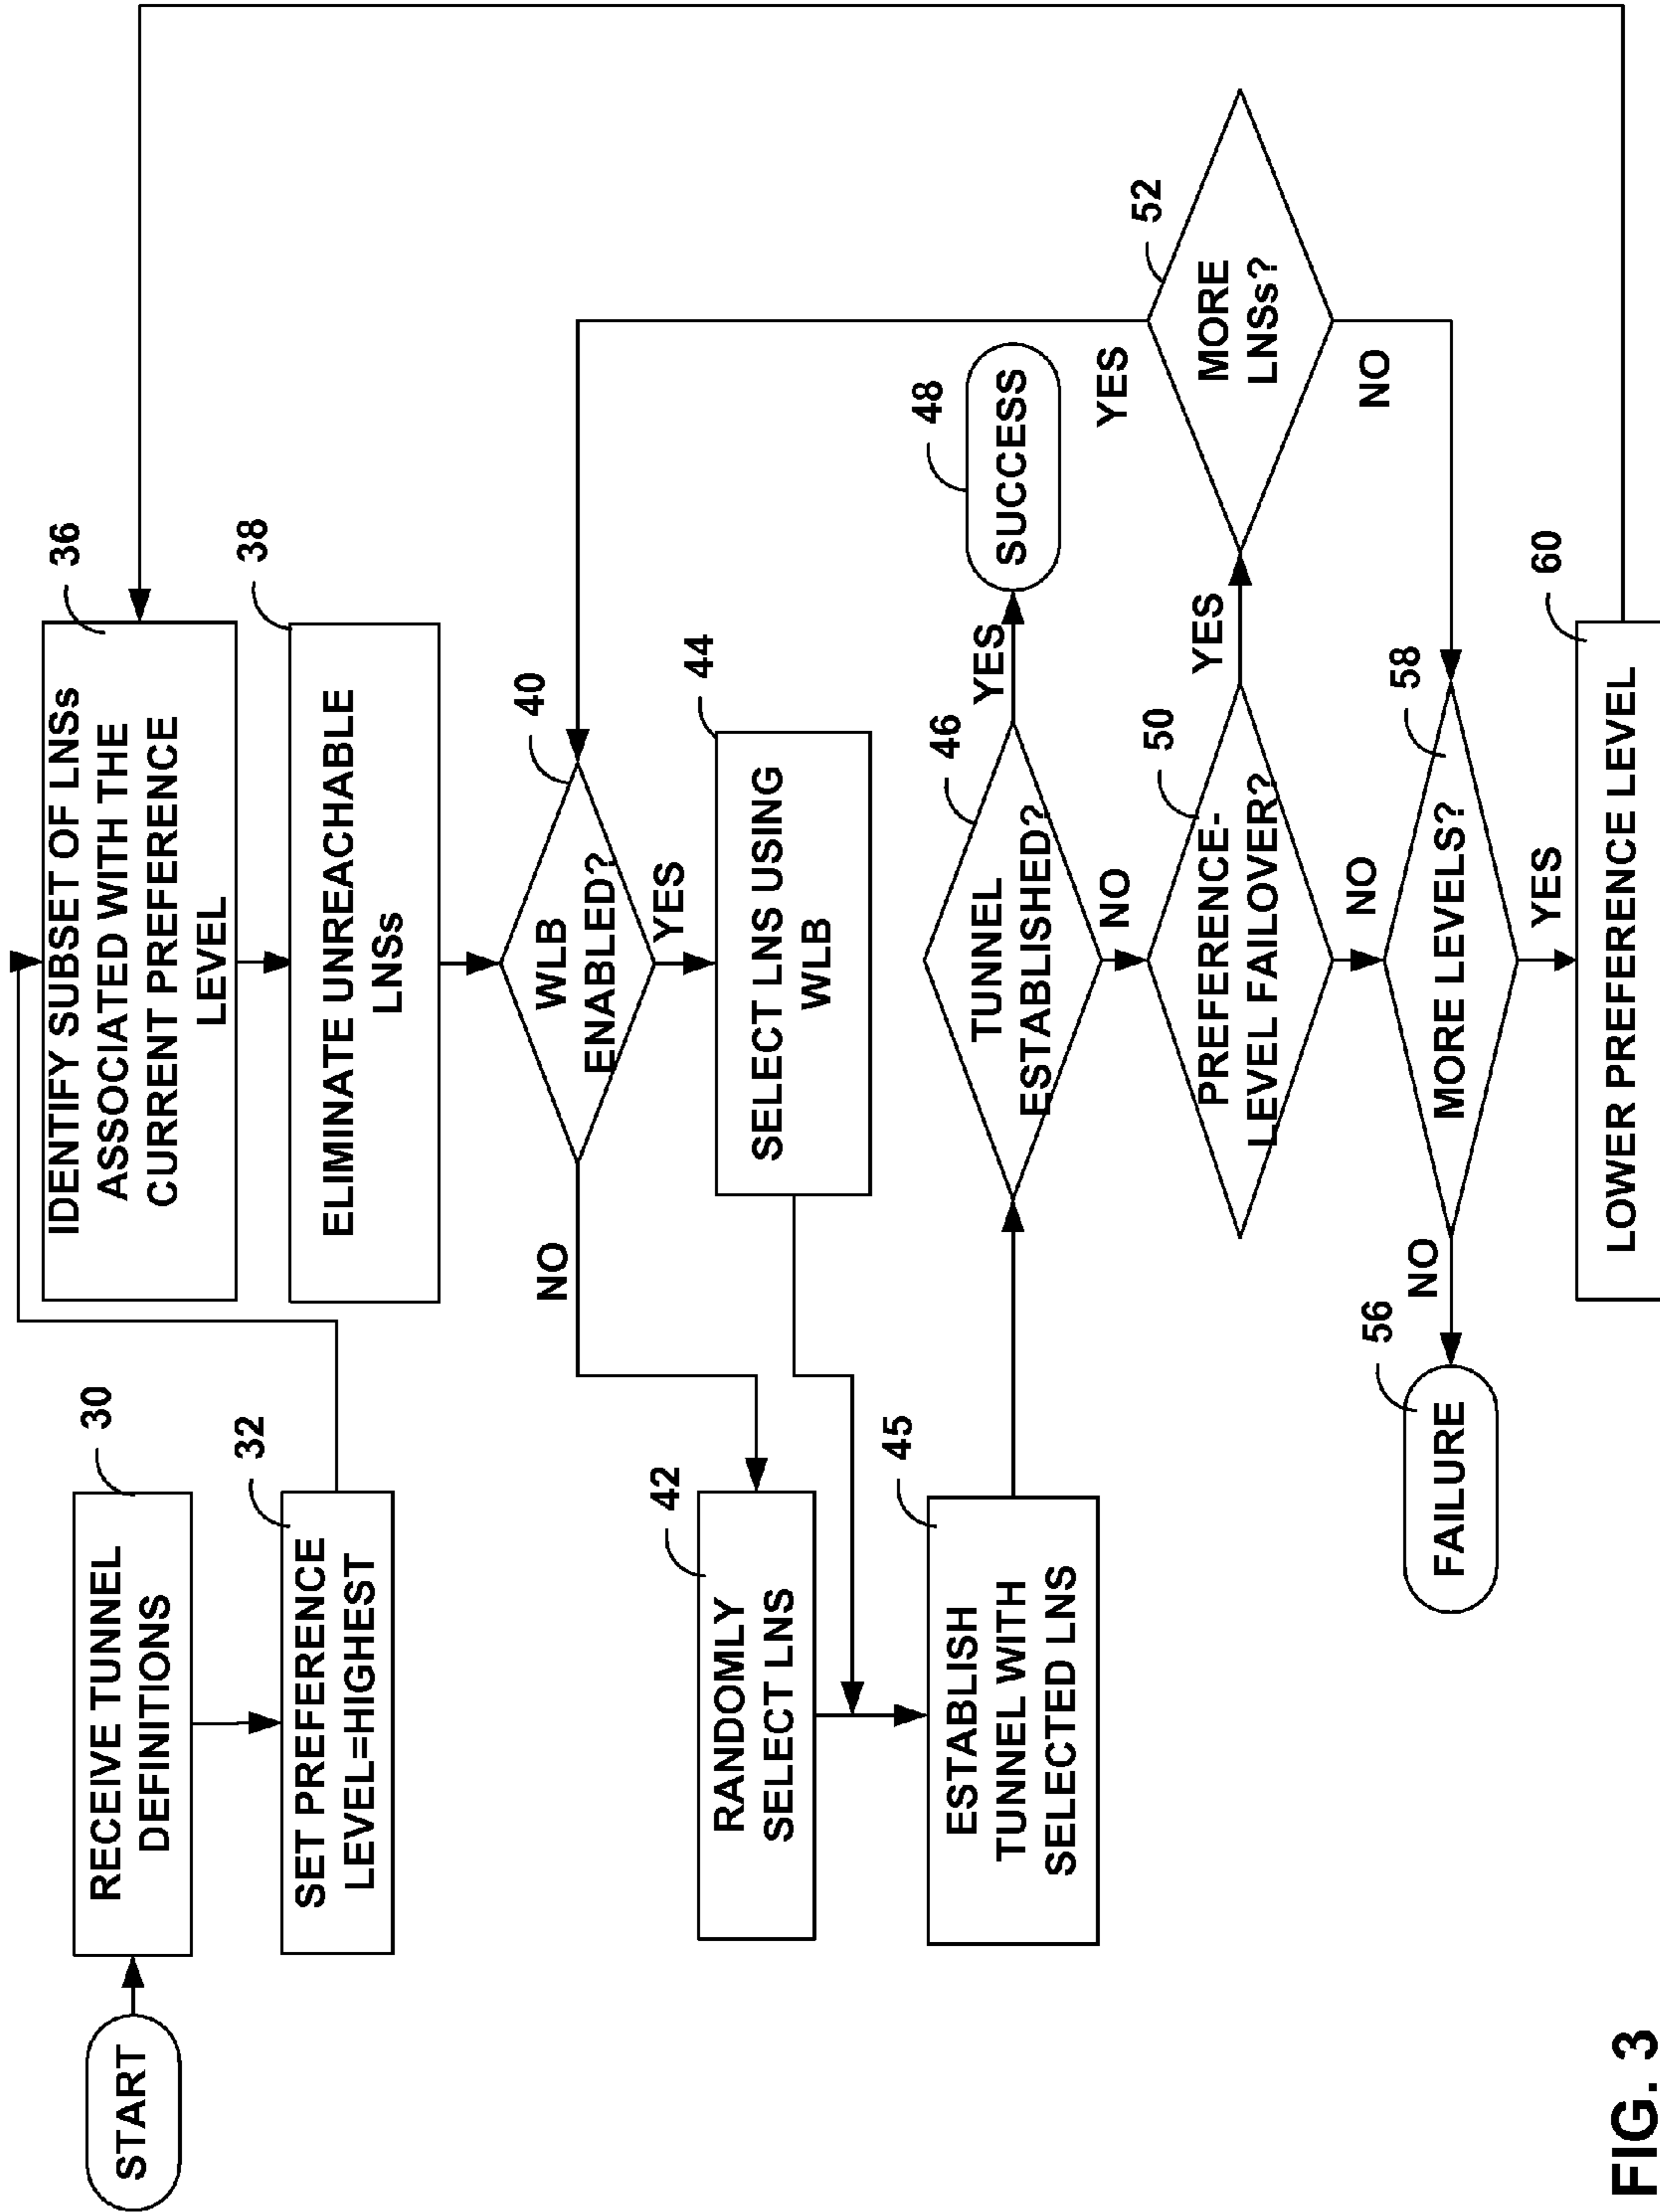 START
30
RECEIVE TUNNEL
DEFINITIONS
32
SET PREFERENCE
LEVEL=HIGHEST
36
IDENTIFY SUBSET OF LNSs
ASSOCIATED WITH THE
CURRENT PREFERENCE
LEVEL
38
ELIMINATE UNREACHABLE
LNSs
40
WLB
ENABLED?
NO
YES
42
RANDOMLY
SELECT LNS
44
SELECT LNS USING
WLB
45
ESTABLISH
TUNNEL WITH
SELECTED LNS
46
TUNNEL
ESTABLISHED?
YES
48
SUCCESS
NO
50
PREFERENCE-
LEVEL FAILOVER?
YES
52
MORE
LNSs?
YES
NO
NO
58
MORE LEVELS?
NO
56
FAILURE
YES
60
LOWER PREFERENCE LEVEL
FIG. 3